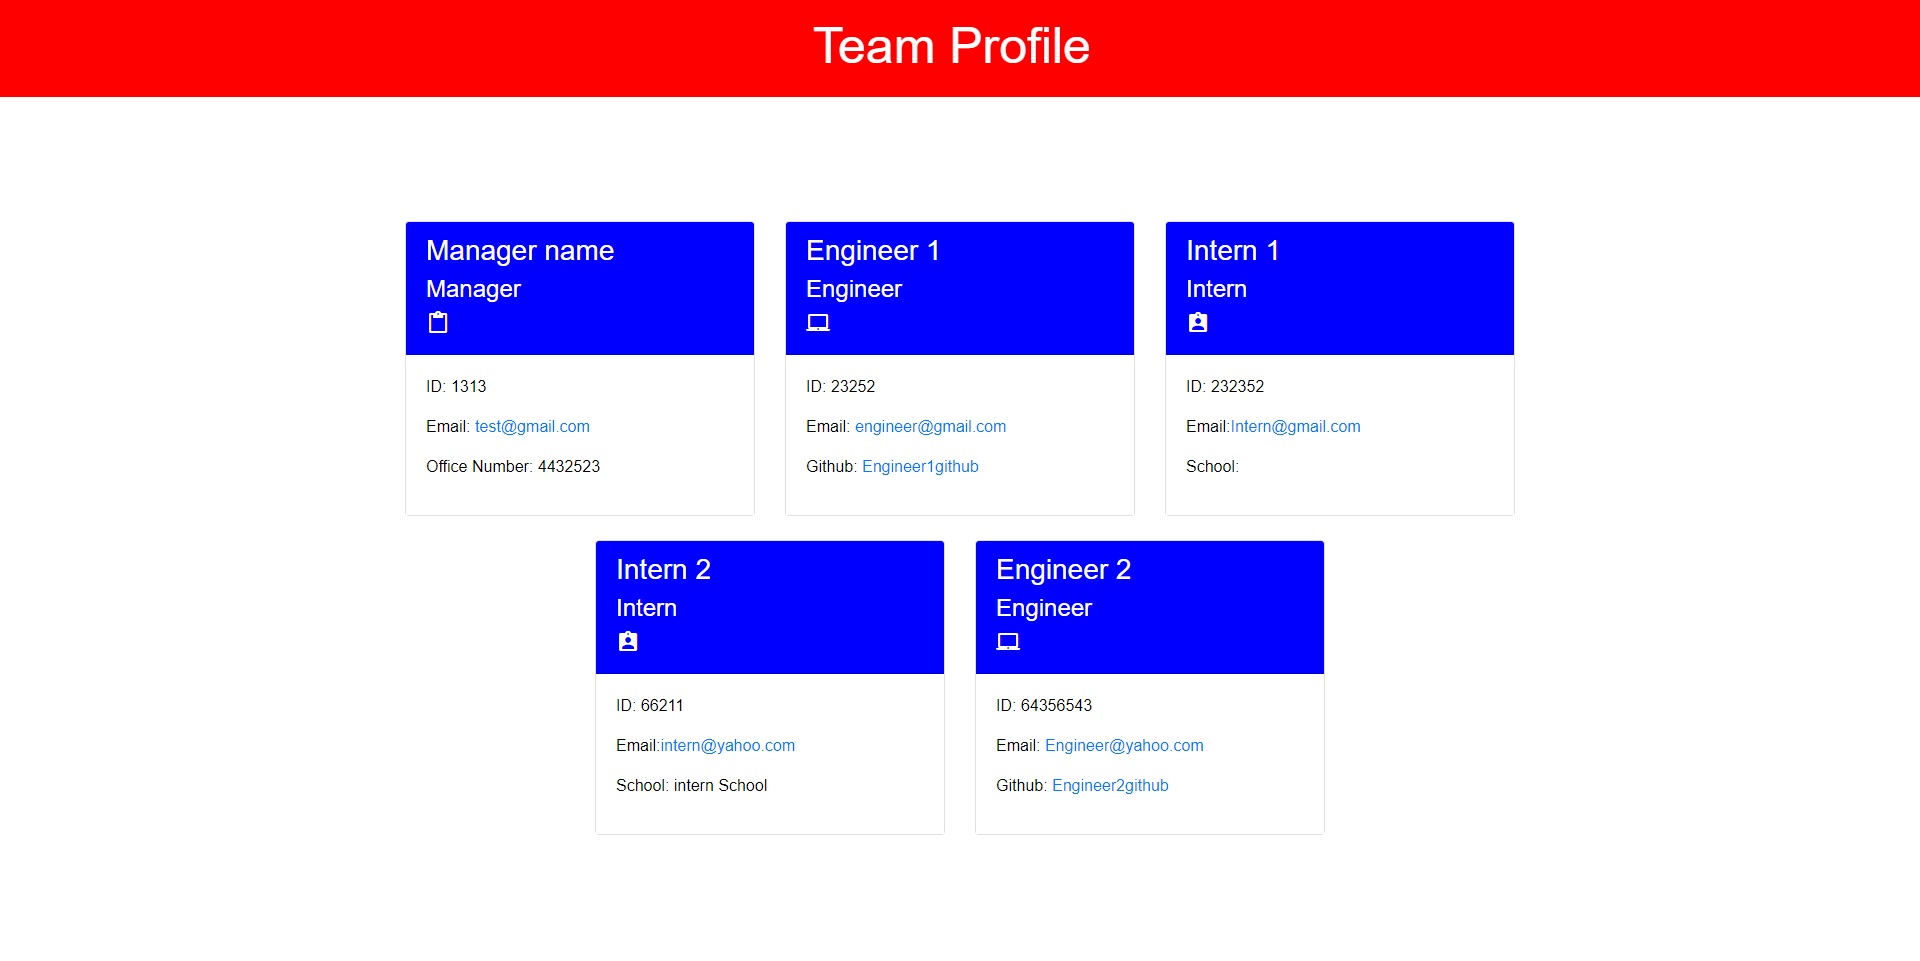 Team Profile
Manager name
Manager
ID: 1313
Email: test@gmail.com
Office Number: 4432523
Engineer 1
Engineer
ID: 23252
Email: engineer@gmail.com
Github: Engineer1github
Intern 1
Intern
ID: 232352
Email:Intern@gmail.com
School:
Intern 2
Intern
ID: 66211
Email:intern@yahoo.com
School: intern School
Engineer 2
Engineer
ID: 64356543
Email: Engineer@yahoo.com
Github: Engineer2github